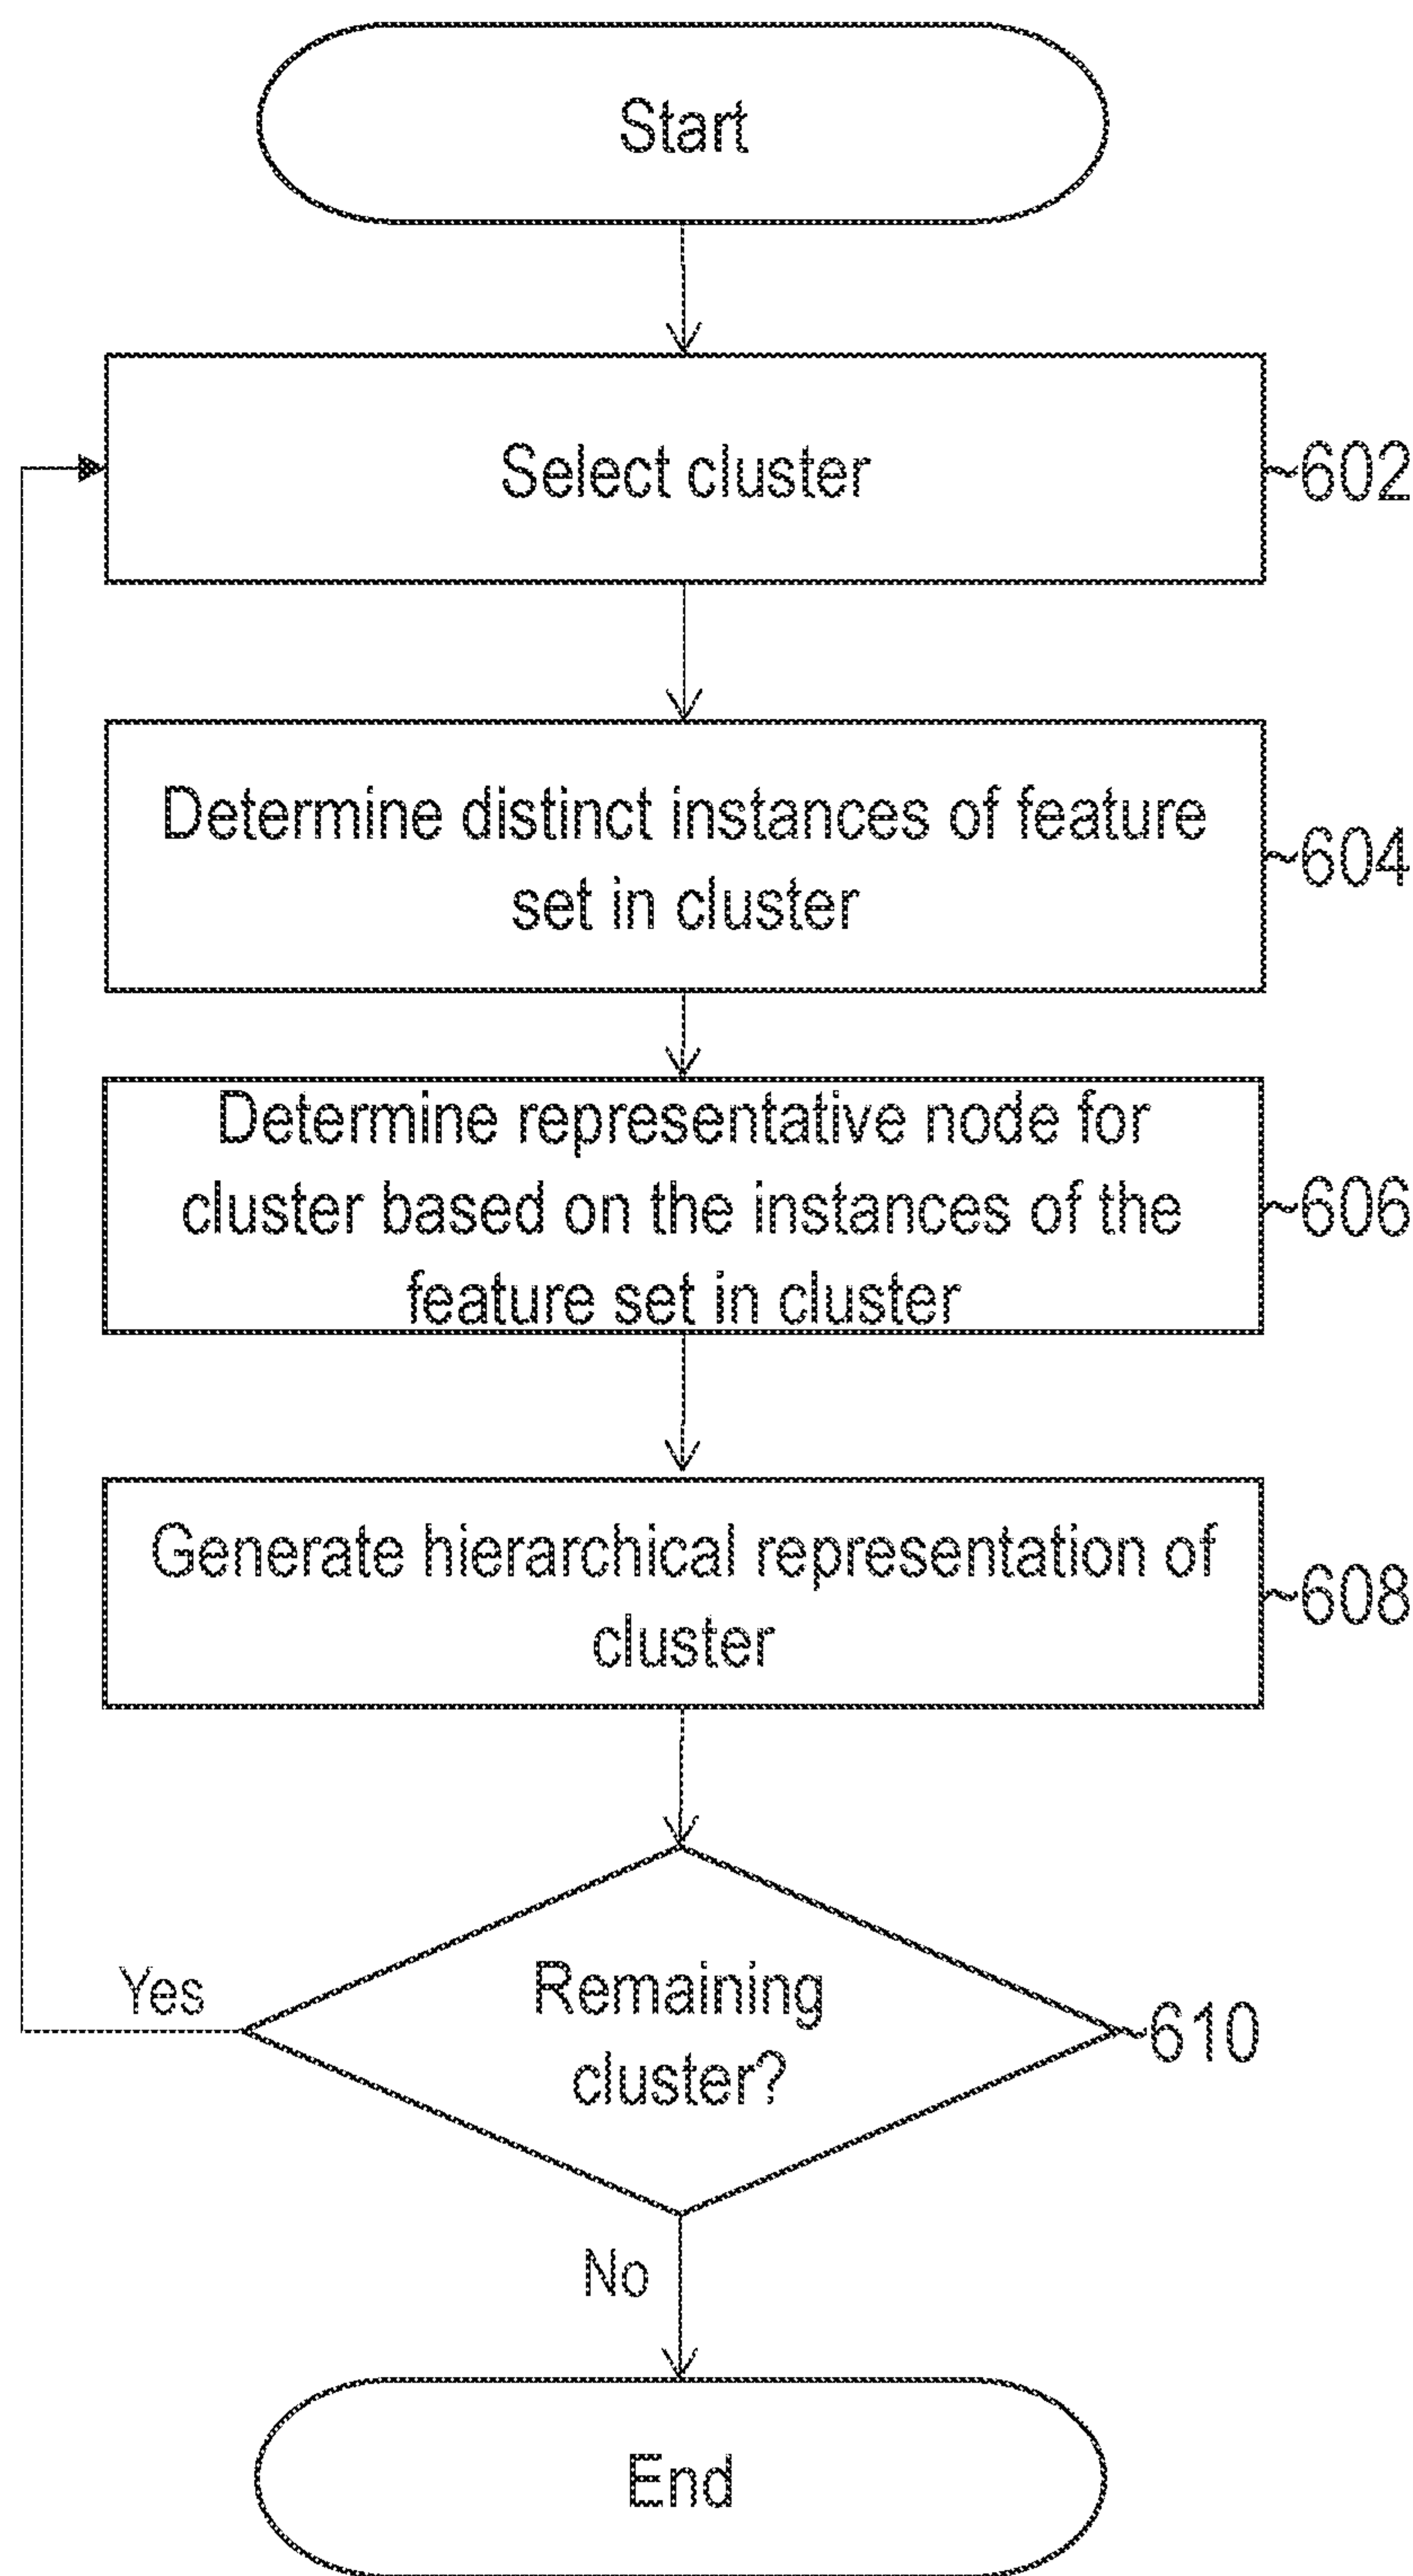 Start
Select cluster
~602
Determine distinct instances of feature
set in cluster
~604
Determine representative node for
cluster based on the instances of the
feature set in cluster
~606
Generate hierarchical representation of
cluster
~608
Remaining
cluster?
~610
Yes
No
End